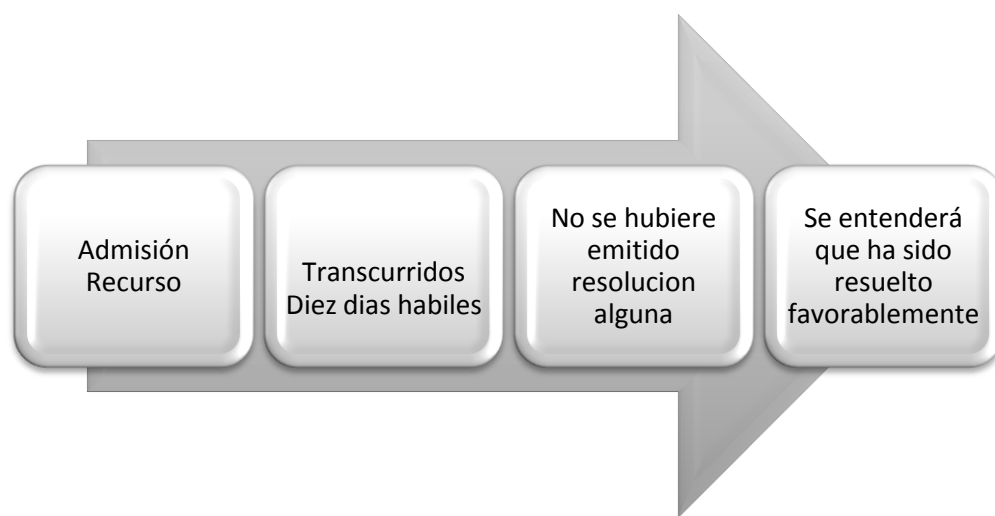 Admisión
Recurso
Transcurridos
Diez dias habiles
No se hubiere
emitido
resolucion
alguna
Se entenderá
que ha sido
resuelto
favorablemente